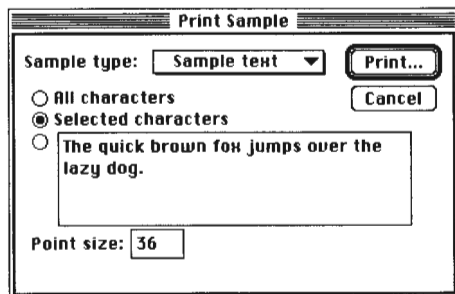 Print Sample
Sample type: Sample text Print...
All characters Cancel
Selected characters
The quick brown fox jumps over the
lazy dog.
Point size: 36